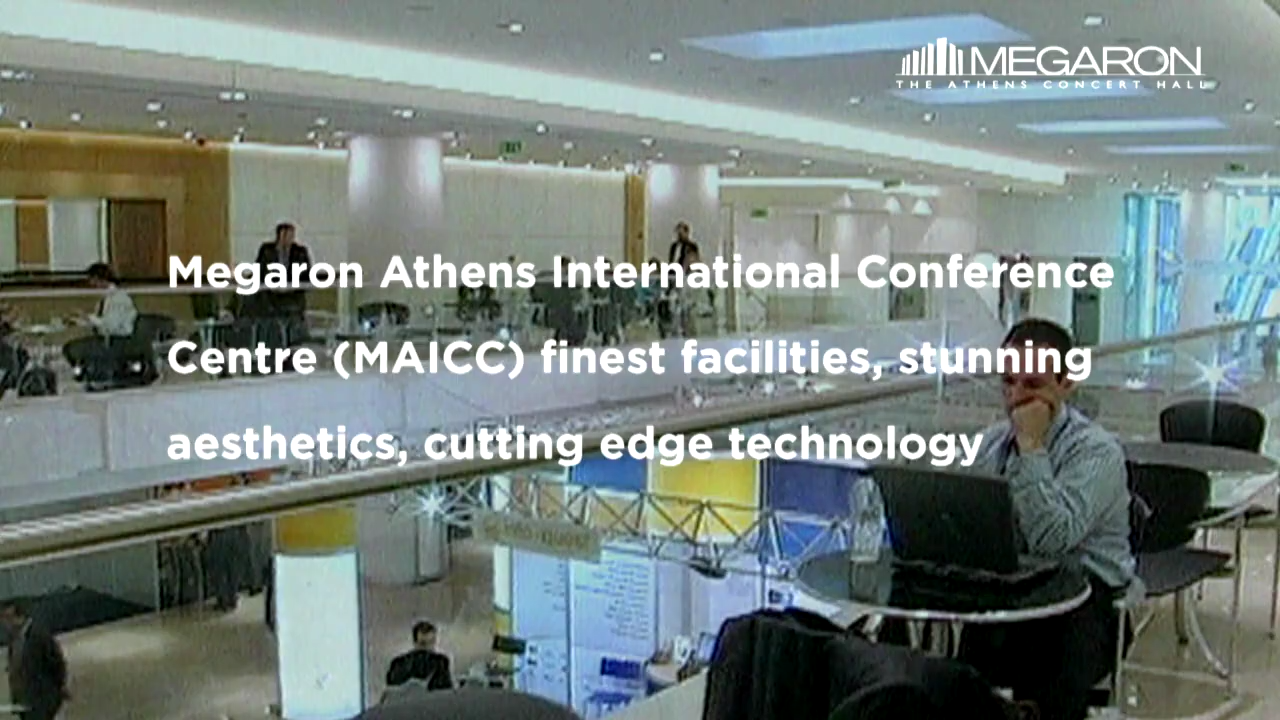 MEGARON
THE ATHENS CONCERT HALL
Megaron Athens International Conference
Centre (MAICC) finest facilities, stunning
aesthetics, cutting edge technology